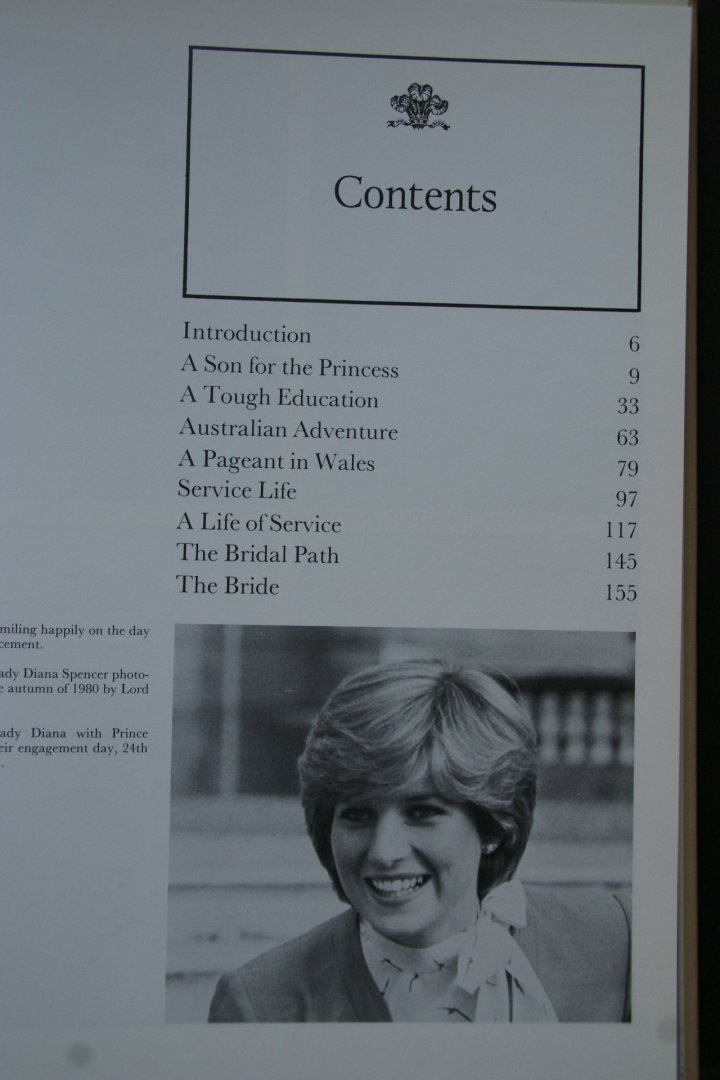 Contents
Introduction 6
A Son for the Princess 9
A Tough Education 33
Australian Adventure 63
A Pageant in Wales 79
Service Life 97
A Life of Service 117
The Bridal Path 145
The Bride 155
miling happily on the day
cement.
ady Diana Spencer photo-
e autumn of 1980 by Lord
ady Diana with Prince
eir engagement day, 24th
.